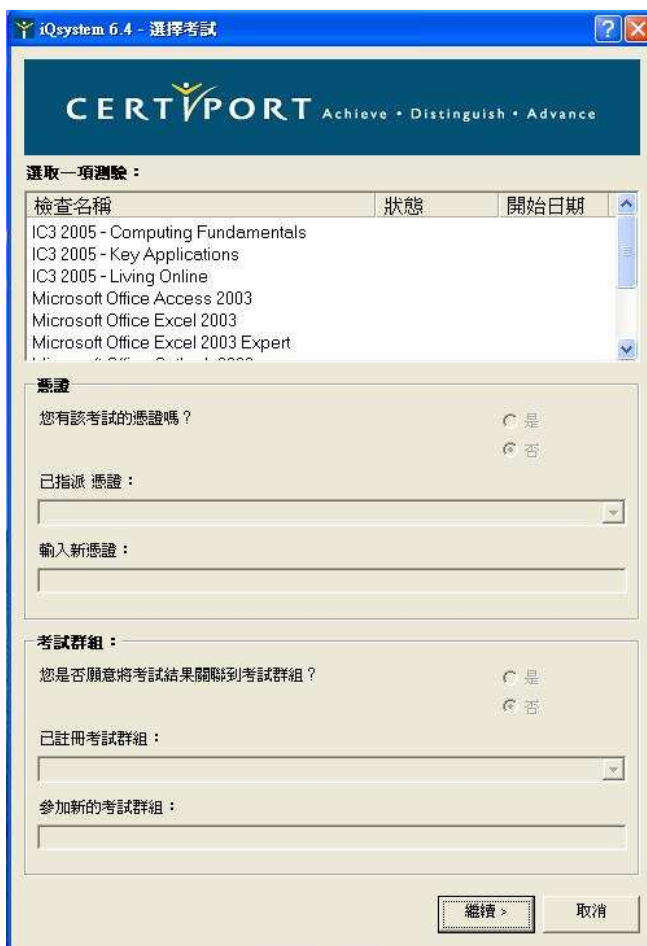 iQsystem 6.4 - 選擇考試
CERTIPORT Achieve • Distinguish • Advance
選取一項測驗：
檢查名稱 狀態 開始日期
IC3 2005 - Computing Fundamentals
IC3 2005 - Key Applications
IC3 2005 - Living Online
Microsoft Office Access 2003
Microsoft Office Excel 2003
Microsoft Office Excel 2003 Expert
憑證
您有該考試的憑證嗎？ 是
否
已指派 憑證：
輸入新憑證：
考試群組：
您是否願意將考試結果關聯到考試群組？ 是
否
已註冊考試群組：
參加新的考試群組：
繼續 > 取消